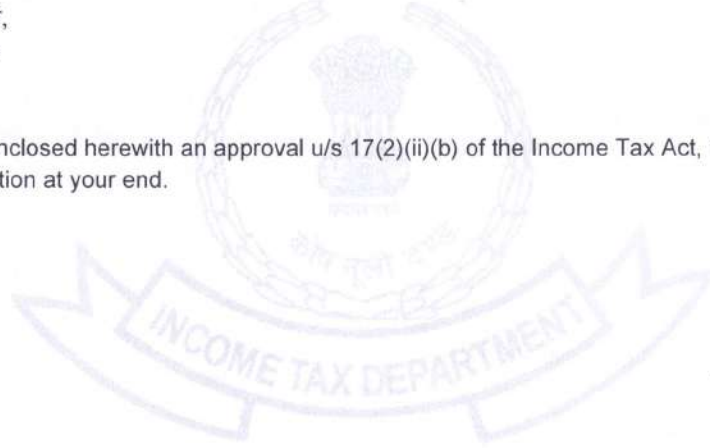 ,
nclosed herewith an approval u/s 17(2)(ii)(b) of the Income Tax Act,
tion at your end.
कोष मूलो दण्ड
INCOME TAX DEPARTMENT